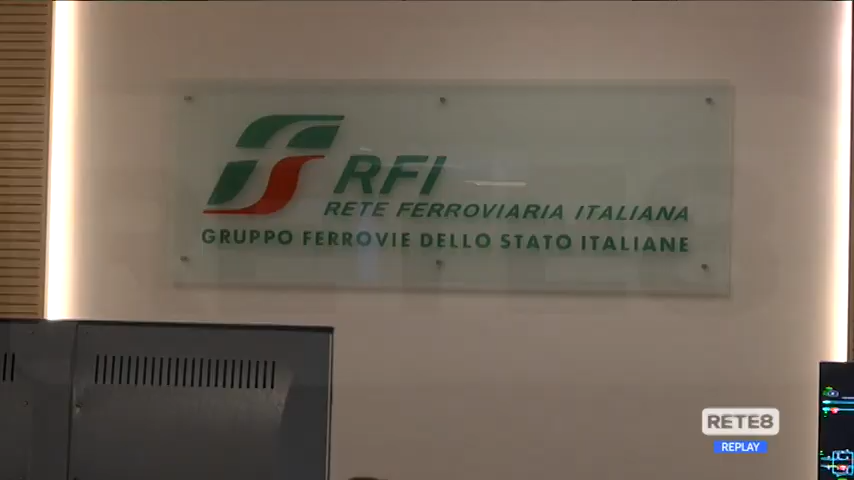 RFI
RETE FERROVIARIA ITALIANA
GRUPPO FERROVIE DELLO STATO ITALIANE
RETE8
REPLAY